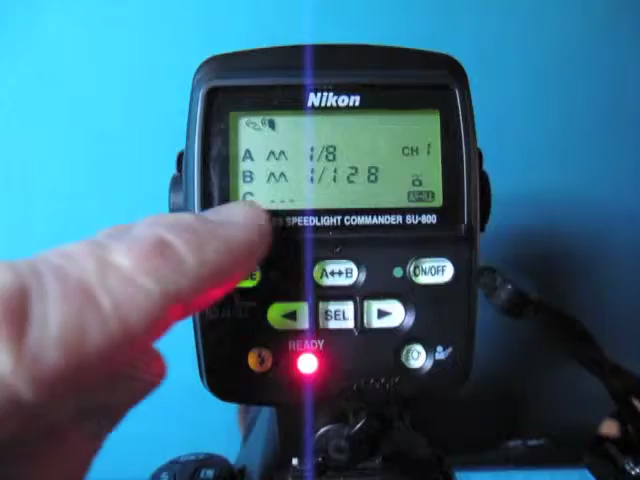 Nikon
A 1/8 CH 1
B 1/128
C ---
SPEEDLIGHT COMMANDER SU-800
A↔B
ON/OFF
◀ SEL ▶
READY